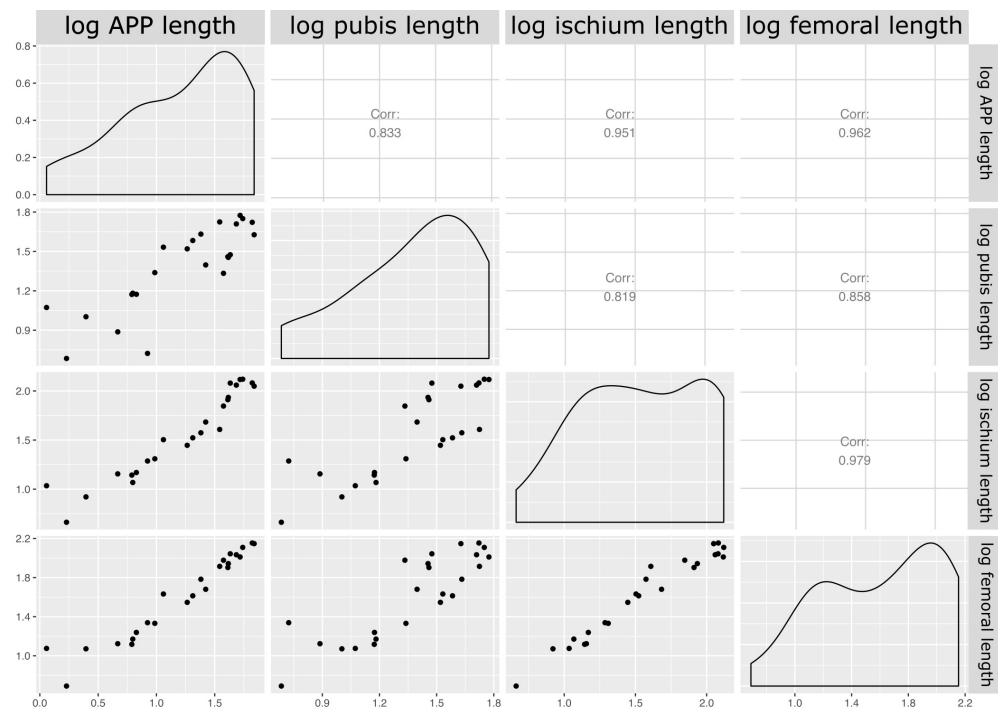 log APP length log pubis length log ischium length log femoral length
0.8
0.6
0.4
0.2
0.0
Corr:
0.833
Corr:
0.951
Corr:
0.962
log APP length
1.8
1.5
1.2
0.9
Corr:
0.819
Corr:
0.858
log pubis length
2.0
1.5
1.0
Corr:
0.979
log ischium length
2.2
1.8
1.4
1.0
log femoral length
0.0 0.5 1.0 1.5 0.9 1.2 1.5 1.8 1.0 1.5 2.0 1.0 1.4 1.8 2.2